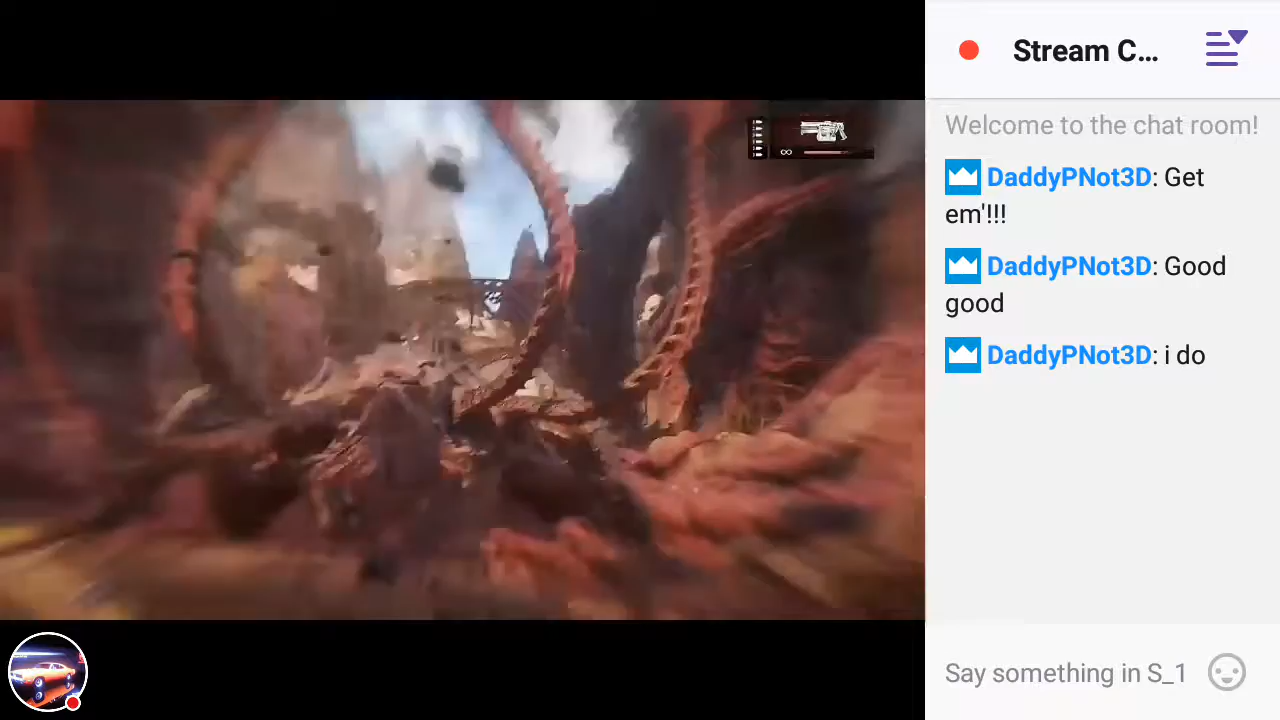 Stream C...
Welcome to the chat room!
DaddyPNot3D: Get
em'!!!
DaddyPNot3D: Good
good
DaddyPNot3D: i do
∞
Say something in S_1